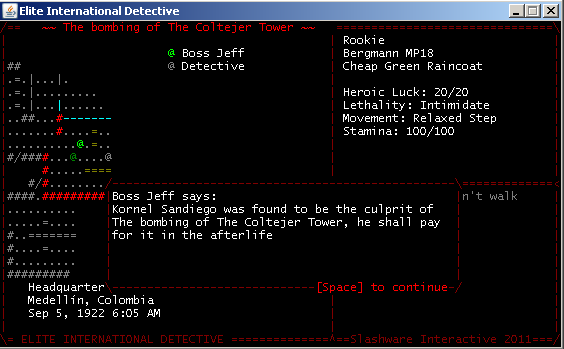 Elite International Detective
~~ The bombing of The Coltejer Tower ~~
@ Boss Jeff
@ Detective
Rookie
Bergmann MP18
Cheap Green Raincoat
Heroic Luck: 20/20
Lethality: Intimidate
Movement: Relaxed Step
Stamina: 100/100
Boss Jeff says:
Kornel Sandiego was found to be the culprit of
The bombing of The Coltejer Tower, he shall pay
for it in the afterlife
n't walk
[Space] to continue
Headquarter
Medellín, Colombia
Sep 5, 1922 6:05 AM
ELITE INTERNATIONAL DETECTIVE
Slashware Interactive 2011